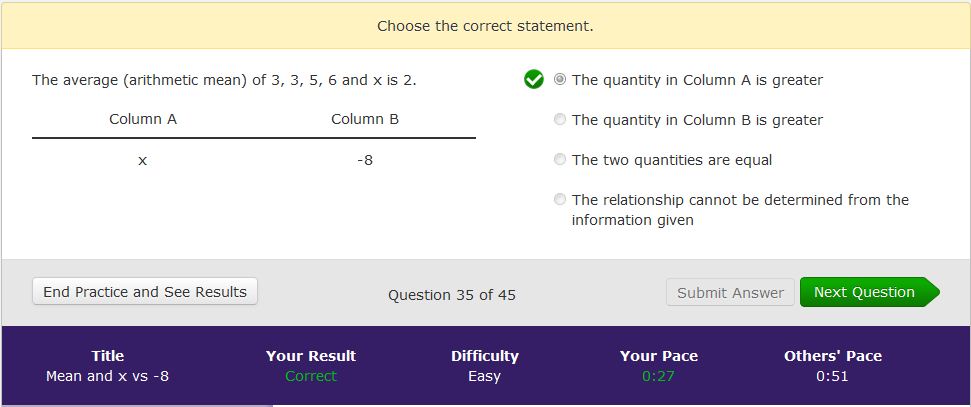 Choose the correct statement.
The average (arithmetic mean) of 3, 3, 5, 6 and x is 2.
Column A Column B
x -8
The quantity in Column A is greater
The quantity in Column B is greater
The two quantities are equal
The relationship cannot be determined from the
information given
End Practice and See Results Question 35 of 45 Submit Answer Next Question
Title Your Result Difficulty Your Pace Others' Pace
Mean and x vs -8 Correct Easy 0:27 0:51